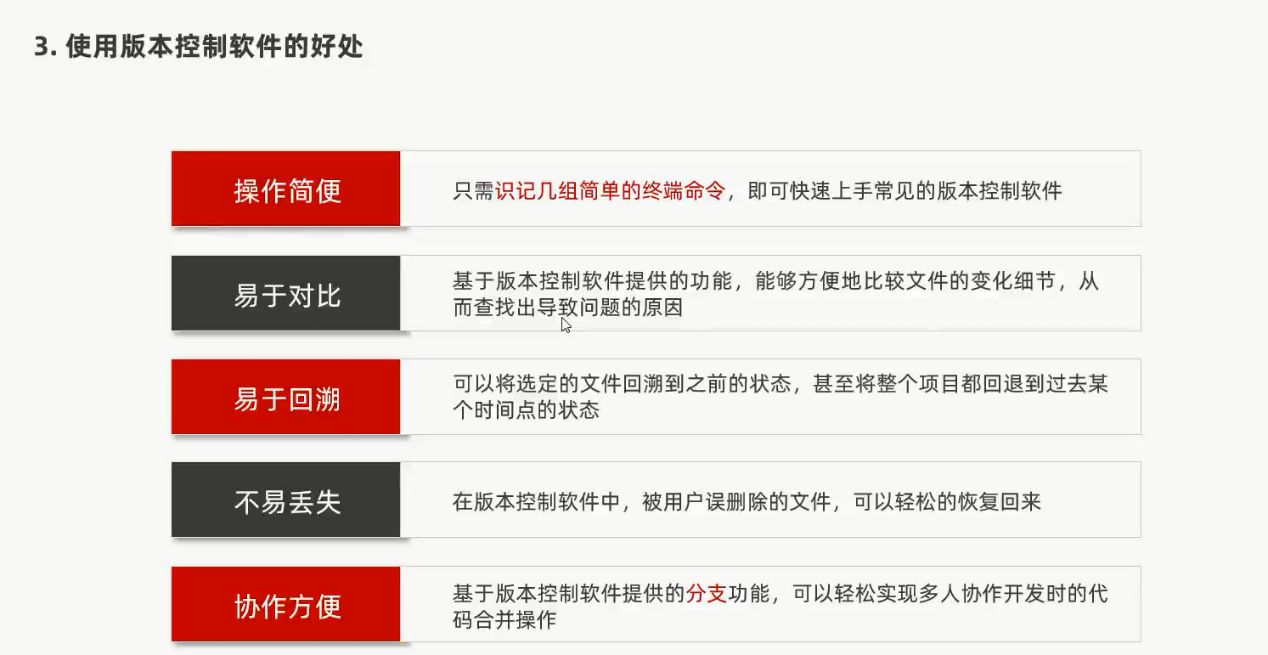 3. 使用版本控制软件的好处
操作简便
只需识记几组简单的终端命令，即可快速上手常见的版本控制软件
易于对比
基于版本控制软件提供的功能，能够方便地比较文件的变化细节，从
而查找出导致问题的原因
易于回溯
可以将选定的文件回溯到之前的状态，甚至将整个项目都回退到过去某
个时间点的状态
不易丢失
在版本控制软件中，被用户误删除的文件，可以轻松的恢复回来
协作方便
基于版本控制软件提供的分支功能，可以轻松实现多人协作开发时的代
码合并操作